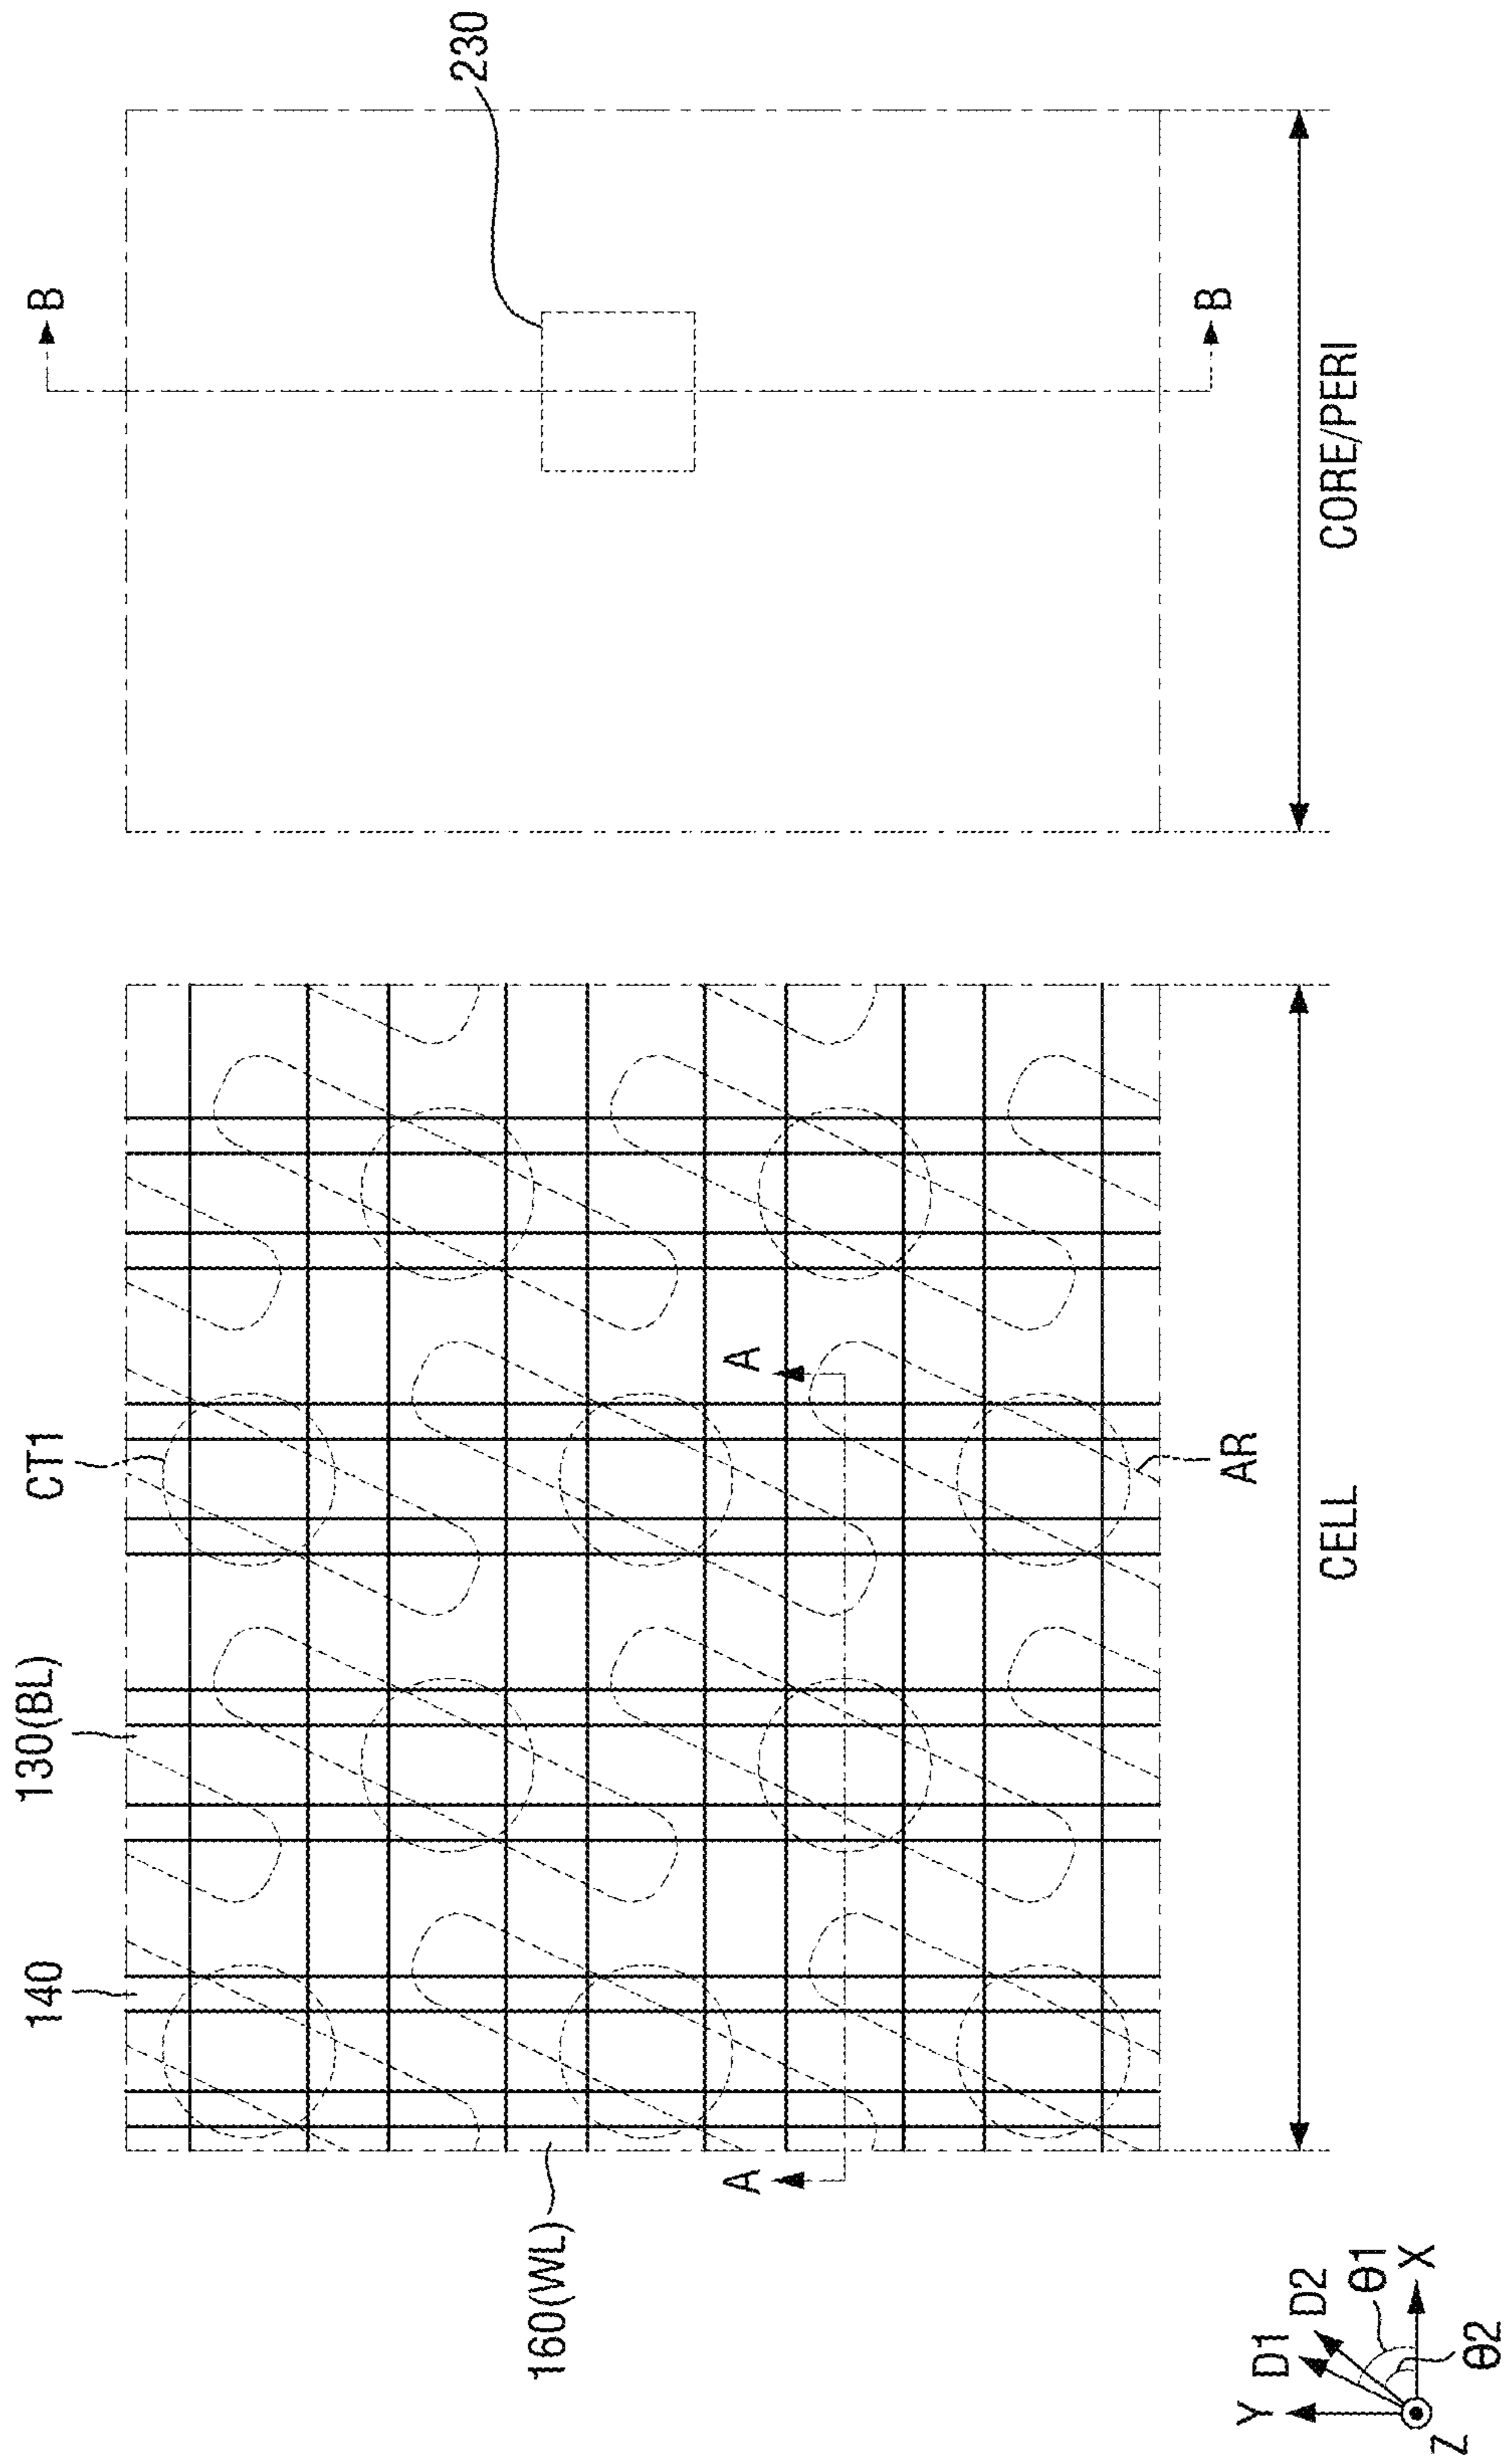 140
130(BL)
CT1
B
230
160(WL)
A
A
AR
B
CELL
CORE/PERI
Y
D1
D2
θ1
X
θ2
Z